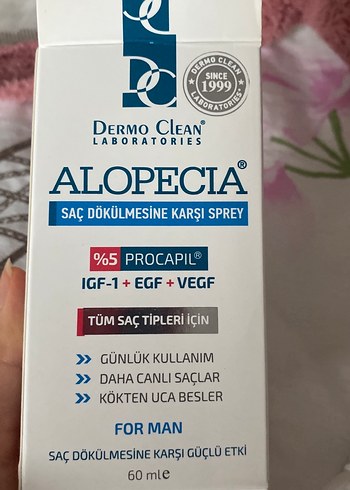 DERMO CLEAN
SINCE
1999
LABORATORIES
DERMO CLEAN®
LABORATORIES
ALOPECIA®
SAÇ DÖKÜLMESİNE KARŞI SPREY
%5 PROCAPIL®
IGF-1 + EGF + VEGF
TÜM SAÇ TİPLERİ İÇİN
GÜNLÜK KULLANIM
DAHA CANLI SAÇLAR
KÖKTEN UCA BESLER
FOR MAN
SAÇ DÖKÜLMESİNE KARŞI GÜÇLÜ ETKİ
60 ml℮